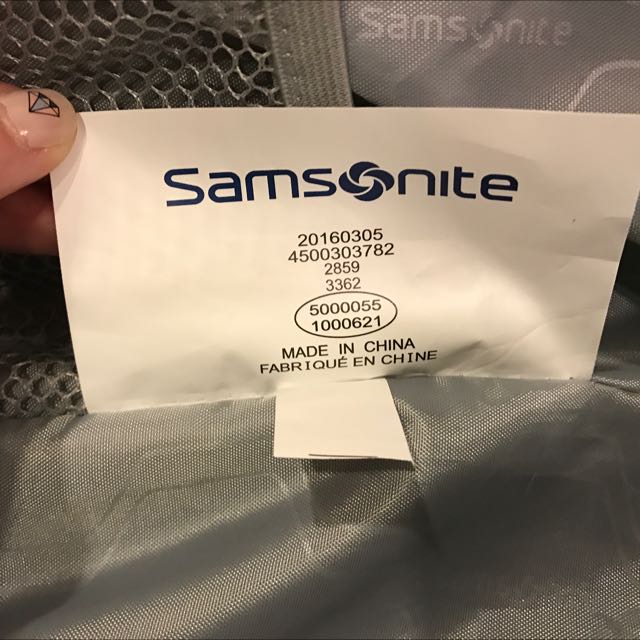 Samsonite
Samsonite
20160305
4500303782
2859
3362
5000055
1000621
MADE IN CHINA
FABRIQUÉ EN CHINE